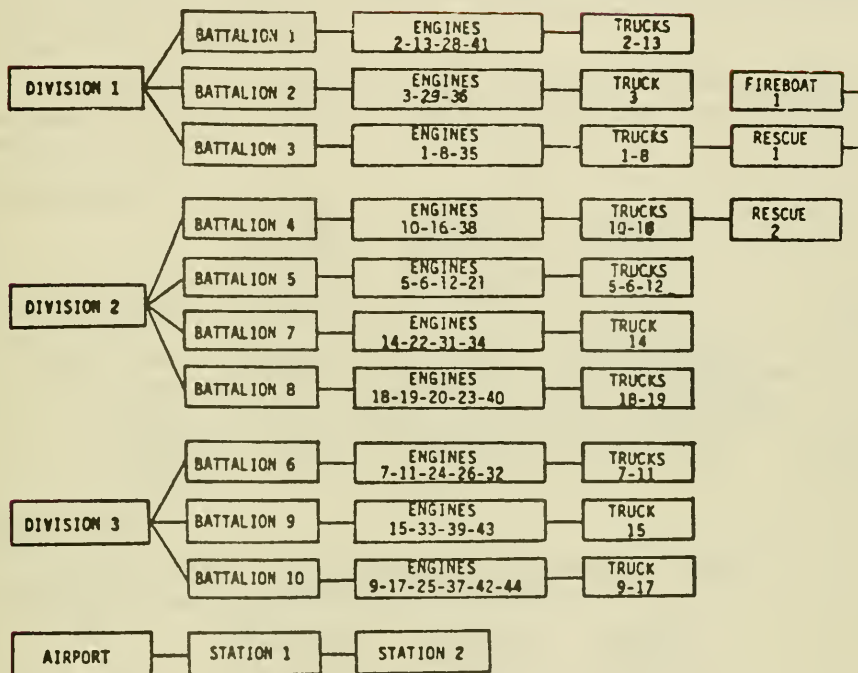 BATTALION 1 ENGINES TRUCKS
2-13-28-41 2-13
DIVISION 1 BATTALION 2 ENGINES TRUCK FIREBOAT
3-29-36 3 1
BATTALION 3 ENGINES TRUCKS RESCUE
1-8-35 1-8 1
BATTALION 4 ENGINES TRUCKS RESCUE
10-16-38 2
BATTALION 5 ENGINES TRUCKS
5-6-12-21 5-6-12
DIVISION 2 BATTALION 7 ENGINES TRUCK
14-22-31-34 14
BATTALION 8 ENGINES TRUCKS
18-19-20-23-40 18-19
BATTALION 6 ENGINES TRUCKS
7-11-24-26-32 7-11
DIVISION 3 BATTALION 9 ENGINES TRUCK
15-33-39-43 15
BATTALION 10 ENGINES TRUCK
9-17-25-37-42-44 9-17
AIRPORT STATION 1 STATION 2